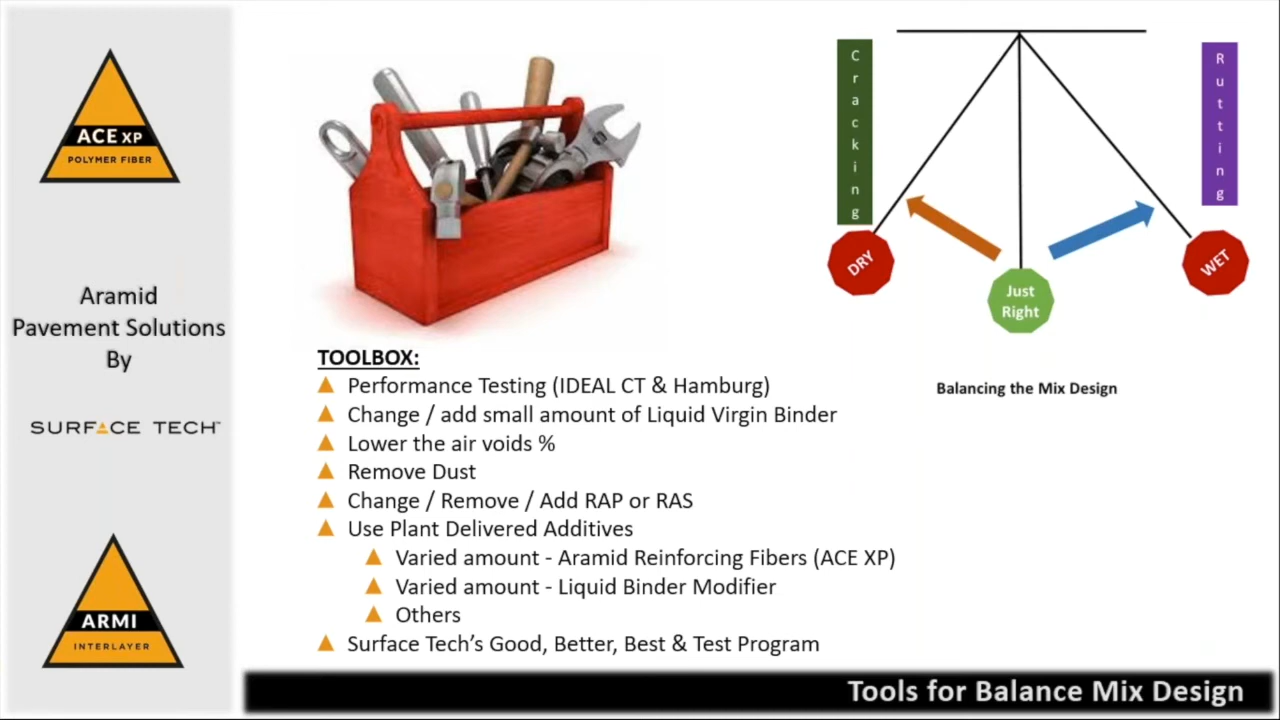 ACE XP
POLYMER FIBER
Aramid
Pavement Solutions
By
SURFACE TECH™
ARMI
INTERLAYER
TOOLBOX:
Performance Testing (IDEAL CT & Hamburg)
Change / add small amount of Liquid Virgin Binder
Lower the air voids %
Remove Dust
Change / Remove / Add RAP or RAS
Use Plant Delivered Additives
Varied amount - Aramid Reinforcing Fibers (ACE XP)
Varied amount - Liquid Binder Modifier
Others
Surface Tech’s Good, Better, Best & Test Program
Cracking
Rutting
DRY
Just
Right
WET
Balancing the Mix Design
Tools for Balance Mix Design